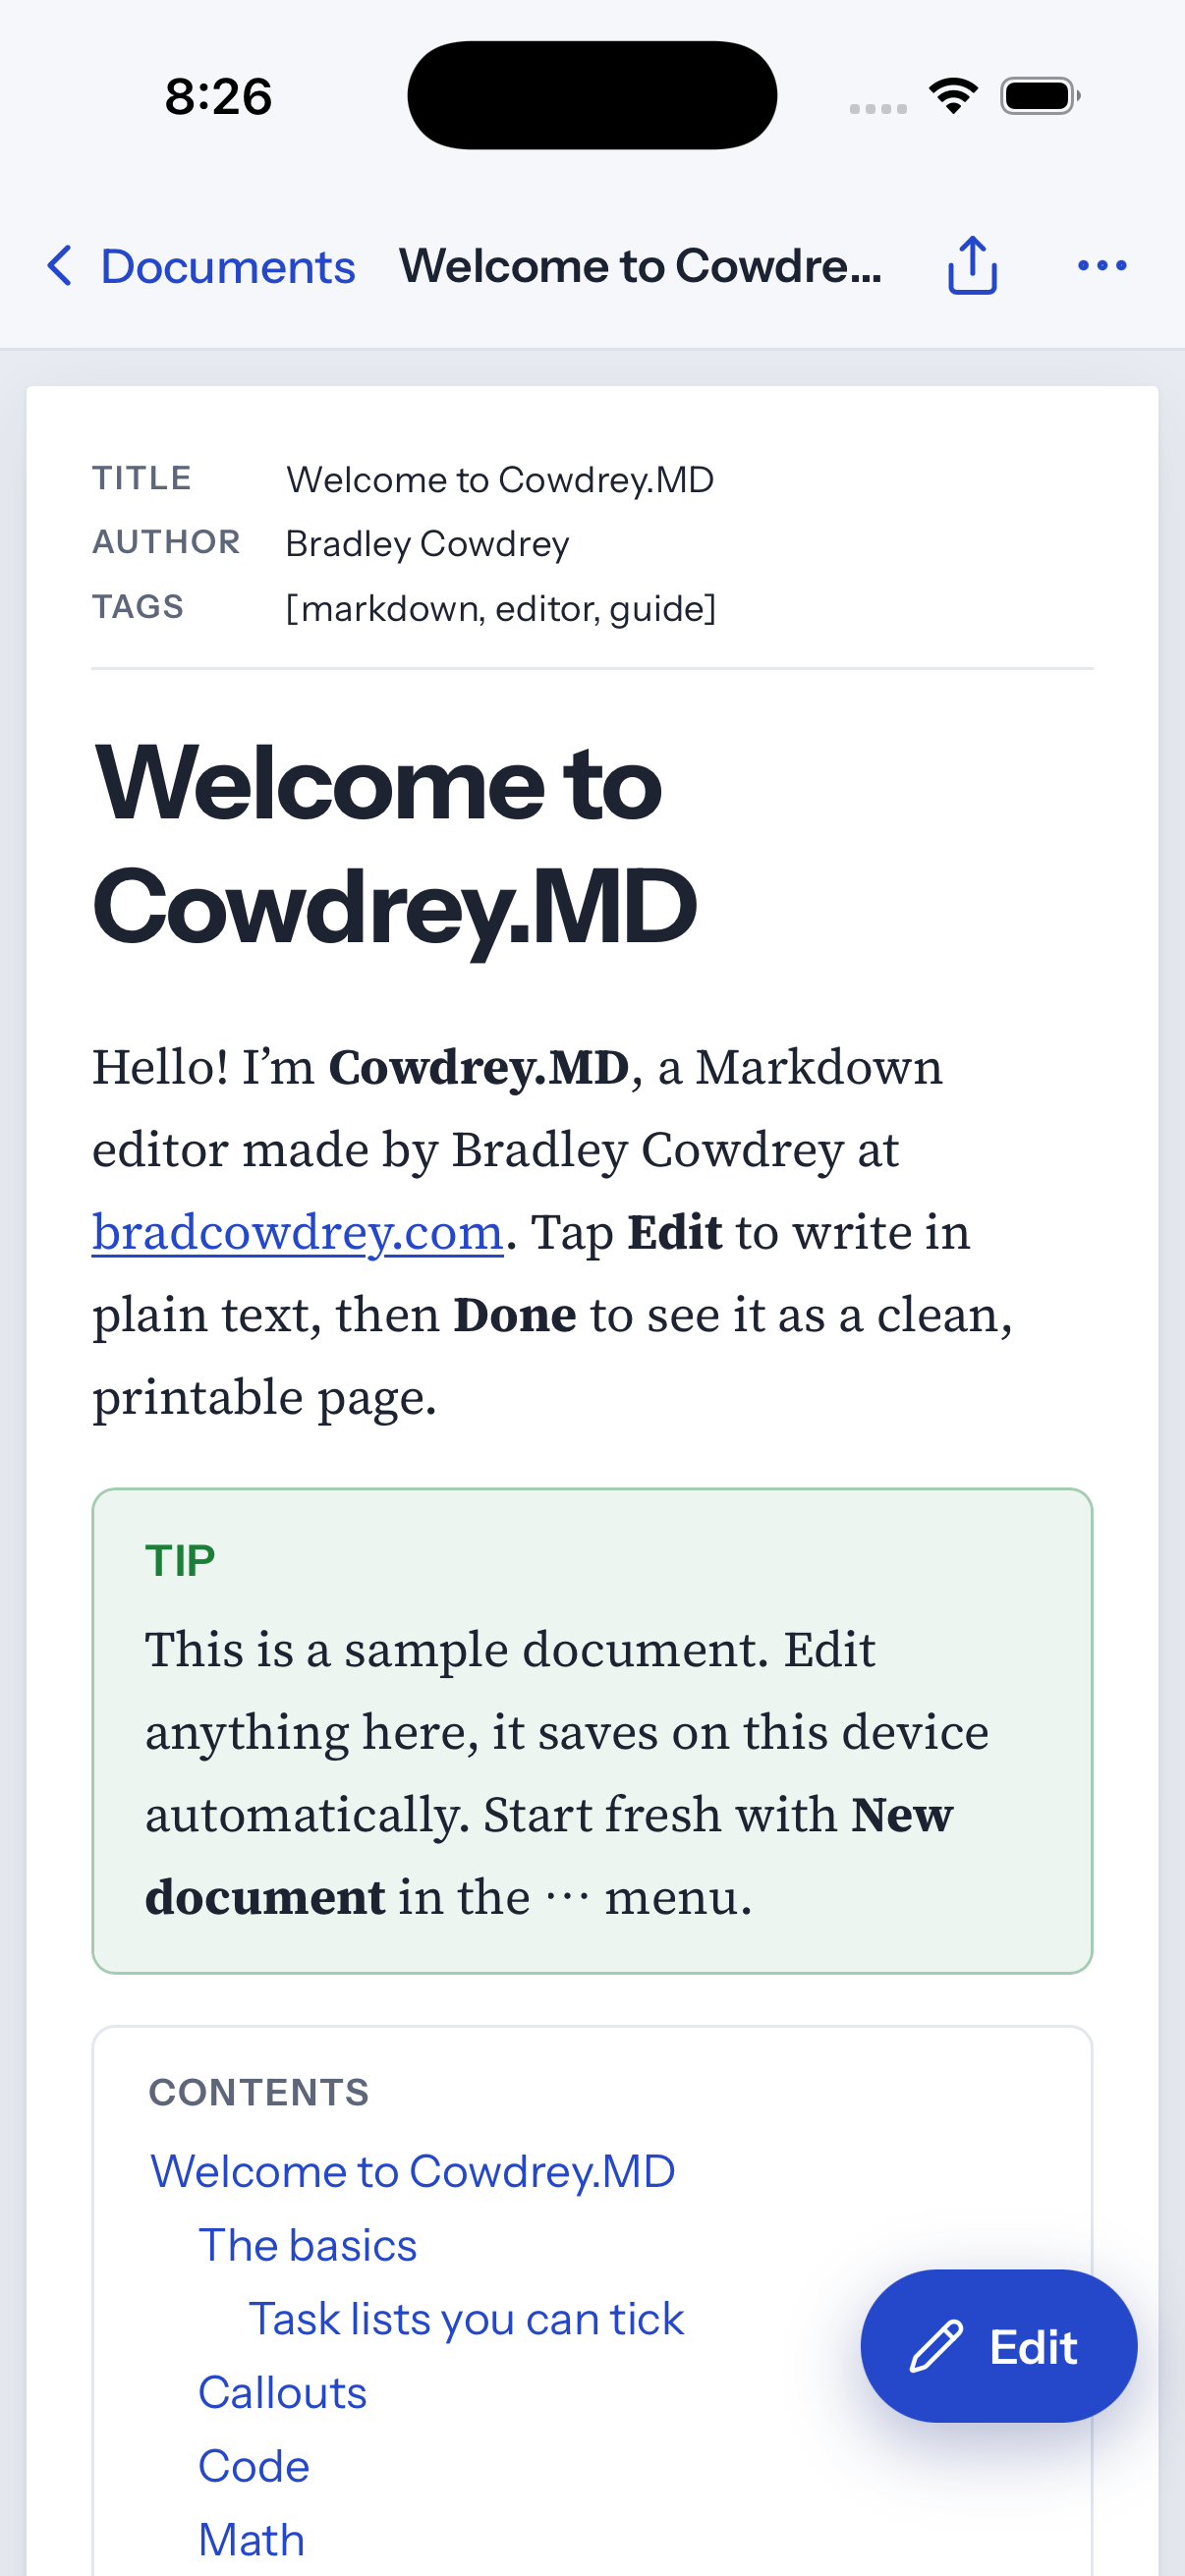 8:26
Documents
Welcome to Cowdre...
TITLE Welcome to Cowdrey.MD
AUTHOR Bradley Cowdrey
TAGS [markdown, editor, guide]
Welcome to
Cowdrey.MD
Hello! I’m Cowdrey.MD, a Markdown
editor made by Bradley Cowdrey at
bradcowdrey.com. Tap Edit to write in
plain text, then Done to see it as a clean,
printable page.
TIP
This is a sample document. Edit
anything here, it saves on this device
automatically. Start fresh with New
document in the ··· menu.
CONTENTS
Welcome to Cowdrey.MD
The basics
Task lists you can tick
Callouts
Code
Math
Edit